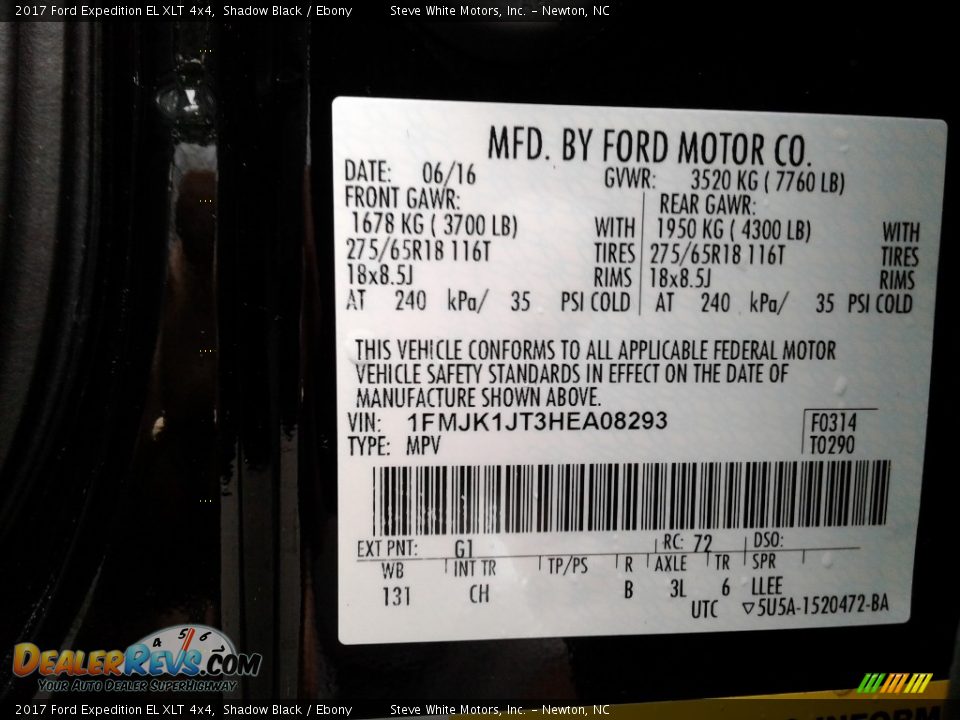 2017 Ford Expedition EL XLT 4x4, Shadow Black / Ebony Steve White Motors, Inc. – Newton, NC
MFD. BY FORD MOTOR CO.
DATE: 06/16 GVWR: 3520 KG ( 7760 LB)
FRONT GAWR: REAR GAWR:
1678 KG ( 3700 LB) WITH 1950 KG ( 4300 LB) WITH
275/65R18 116T TIRES 275/65R18 116T TIRES
18x8.5J RIMS 18x8.5J RIMS
AT 240 kPa/ 35 PSI COLD AT 240 kPa/ 35 PSI COLD
THIS VEHICLE CONFORMS TO ALL APPLICABLE FEDERAL MOTOR
VEHICLE SAFETY STANDARDS IN EFFECT ON THE DATE OF
MANUFACTURE SHOWN ABOVE.
VIN: 1FMJK1JT3HEA08293 F0314
TYPE: MPV T0290
EXT PNT: G1 RC: 72 DSO:
WB INT TR TP/PS R AXLE TR SPR
131 CH B 3L 6 LLEE
UTC ▽5U5A-1520472-BA
4 5 6
DEALERREVS.COM
YOUR AUTO DEALER SUPERHIGHWAY
2017 Ford Expedition EL XLT 4x4, Shadow Black / Ebony Steve White Motors, Inc. – Newton, NC